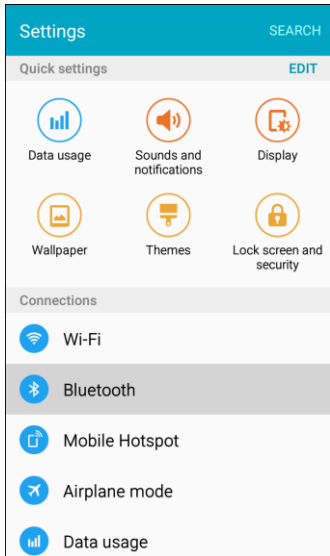 Settings SEARCH
Quick settings EDIT
Data usage Sounds and notifications Display
Wallpaper Themes Lock screen and security
Connections
Wi-Fi
Bluetooth
Mobile Hotspot
Airplane mode
Data usage